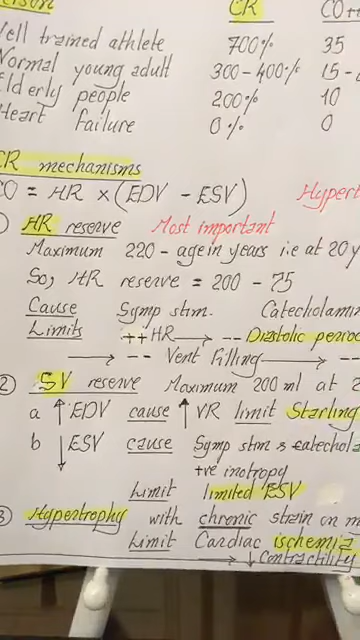 CR CO
Well trained athlete 700% 35
Normal young adult 300 - 400% 15 -
Elderly people 200% 10
Heart Failure 0% 0
CR mechanisms
CO = HR × (EDV - ESV) Hypert
HR reserve Most important
Maximum 220 - age in years i.e at 20 y
So, HR reserve = 200 - 75
Cause Symp stim. Catecholamin
Limits ++ HR → -- Diastolic period
→ -- Vent Filling → --
② SV reserve Maximum 200 ml at 2
a ↑ EDV cause ↑ VR limit Starling
b ↓ ESV cause Symp stim & catechola
+ve inotropy
Limit limited ESV
③ Hypertrophy with chronic strain on m
Limit Cardiac ischemia
→ ↓ Contractility